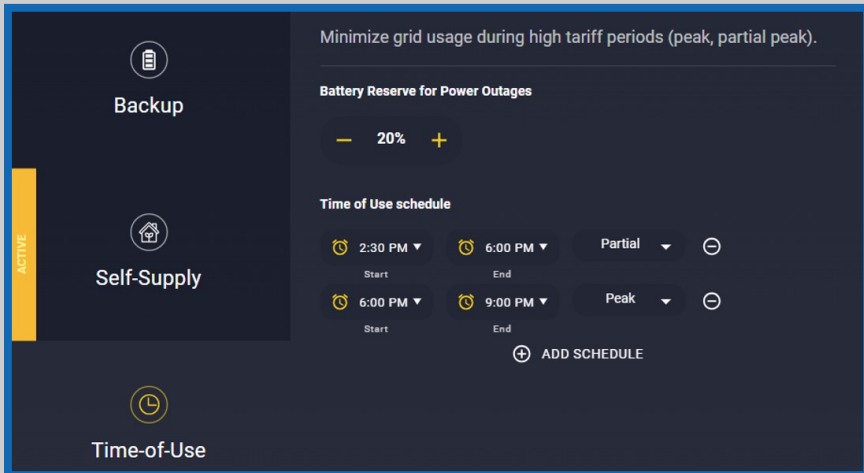 Backup
ACTIVE
Self-Supply
Time-of-Use
Minimize grid usage during high tariff periods (peak, partial peak).
Battery Reserve for Power Outages
− 20% +
Time of Use schedule
2:30 PM ▼ 6:00 PM ▼ Partial
Start End
6:00 PM ▼ 9:00 PM ▼ Peak
Start End
ADD SCHEDULE